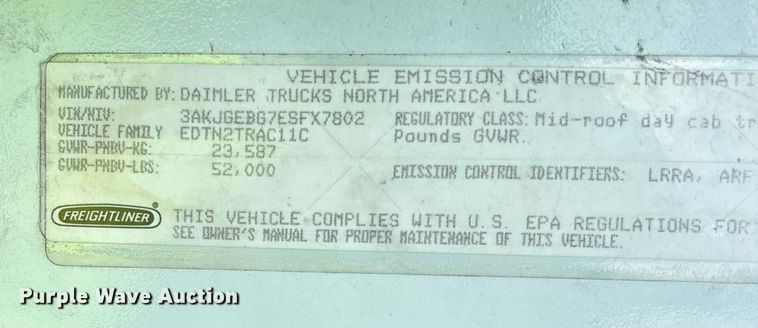 VEHICLE EMISSION CONTROL INFORMATI
MANUFACTURED BY: DAIMLER TRUCKS NORTH AMERICA LLC
VIN/NIV: 3AKJGEBG7ESFX7802 REGULATORY CLASS: Mid-roof day cab tr
VEHICLE FAMILY EDTN2TRAC11C Pounds GVWR
GVWR-PNBV-KG: 23,587
GVWR-PNBV-LBS: 52,000 EMISSION CONTROL IDENTIFIERS: LRRA, ARF
FREIGHTLINER
THIS VEHICLE COMPLIES WITH U.S. EPA REGULATIONS FOR
SEE OWNER'S MANUAL FOR PROPER MAINTENANCE OF THIS VEHICLE.
Purple Wave Auction